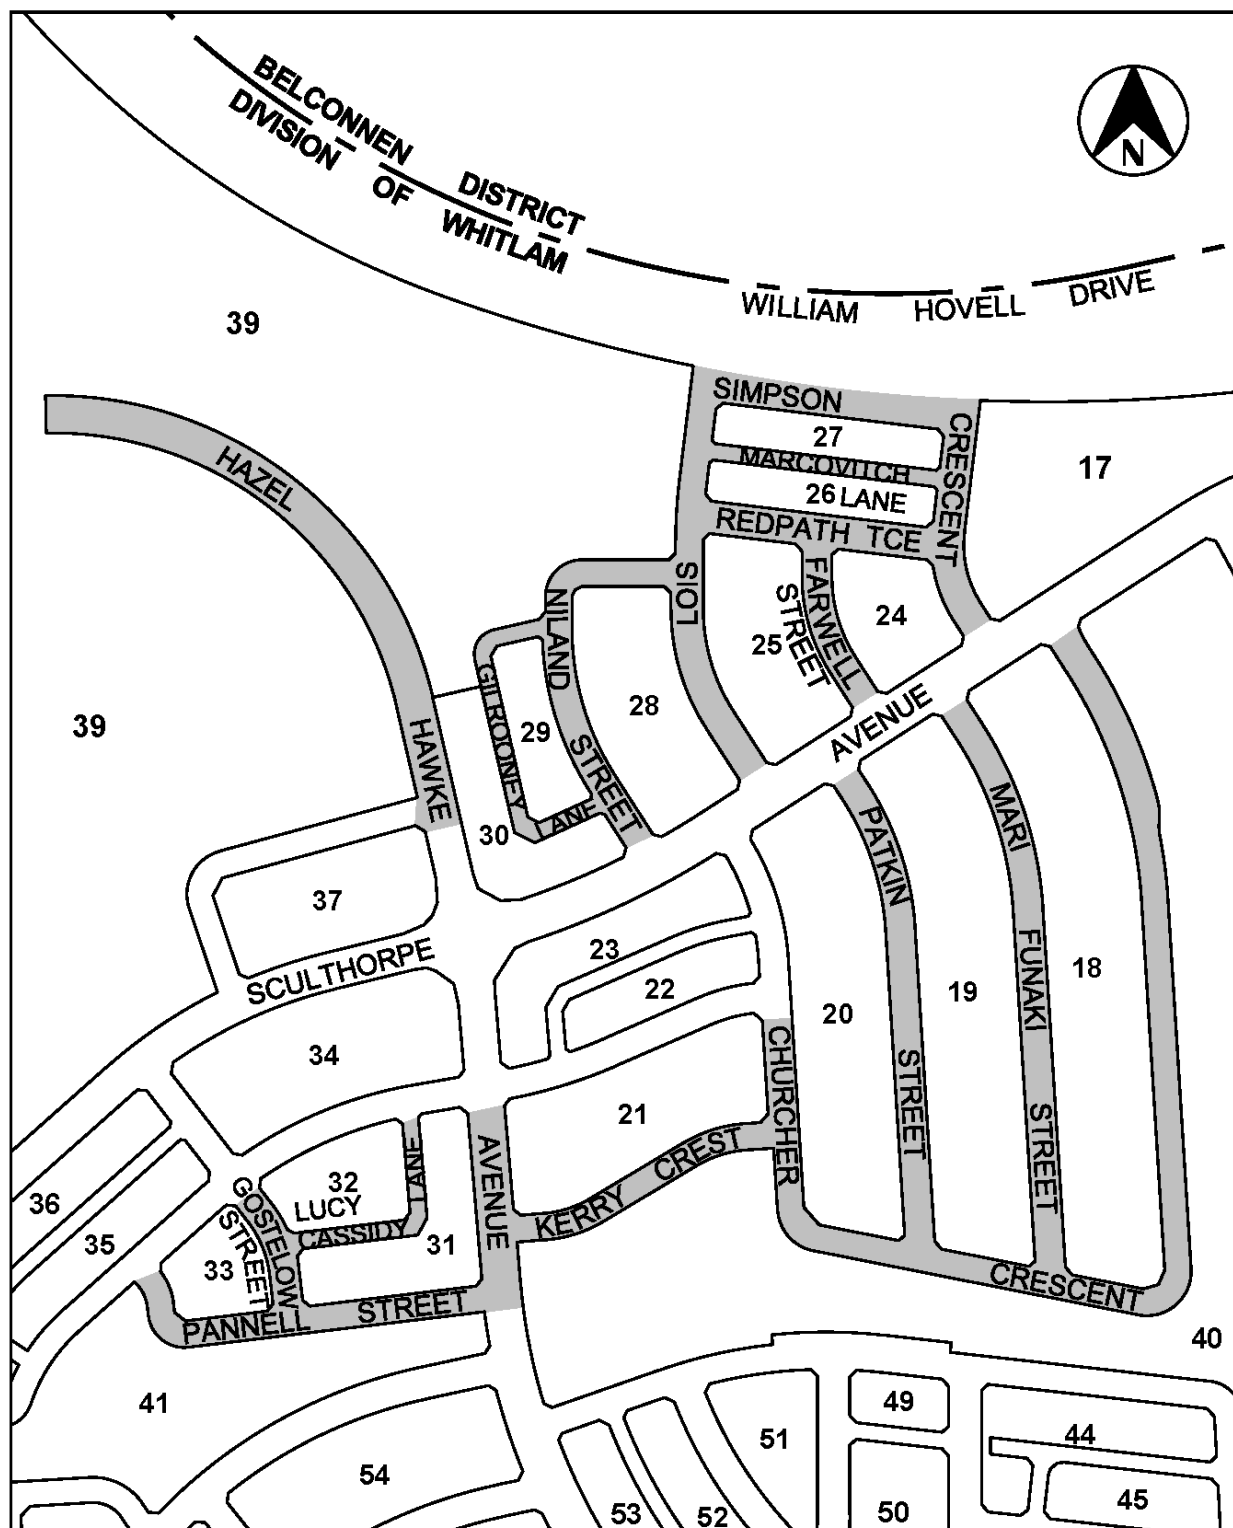 BELCONNEN DISTRICT
DIVISION OF WHITLAM
N
WILLIAM HOVELL DRIVE
39
SIMPSON
CRESCENT
27
MARCOVITCH
LANE
26
17
REDPATH TCE
HAZEL
HAWKE
AVENUE
NILAND
STREET
LOIS
FARWELL
STREET
24
25
28
29
GILROONEY
LANE
30
39
SCULTHORPE
AVENUE
37
MARI FUNAKI
STREET
PATKIN
STREET
23
22
20
19
18
34
21
CHURCHER
CRESCENT
KERRY CREST
36
35
32
LUCY
CASSIDY
LANE
31
33
GOSTELOW
STREET
PANNELL STREET
40
41
49
44
51
54
53
52
50
45